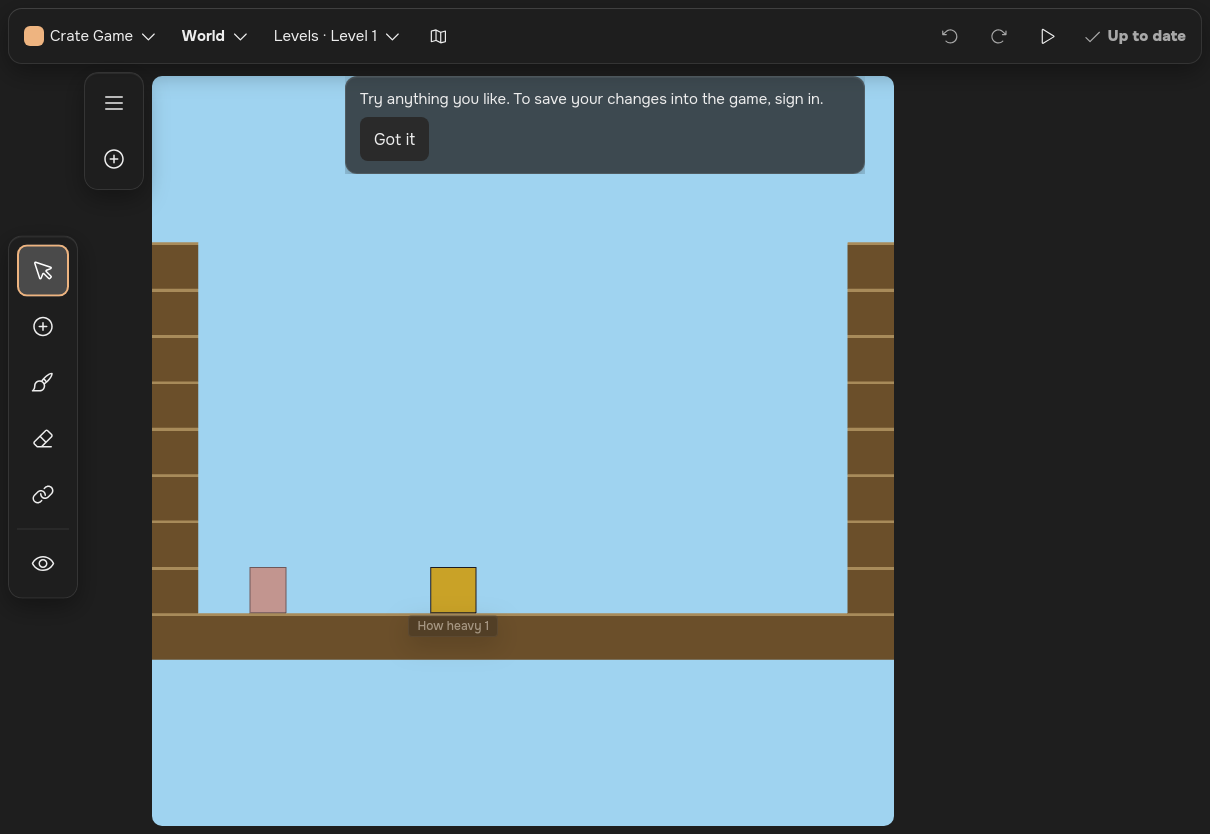 Crate Game World Levels · Level 1 Up to date
Try anything you like. To save your changes into the game, sign in.
Got it
How heavy 1